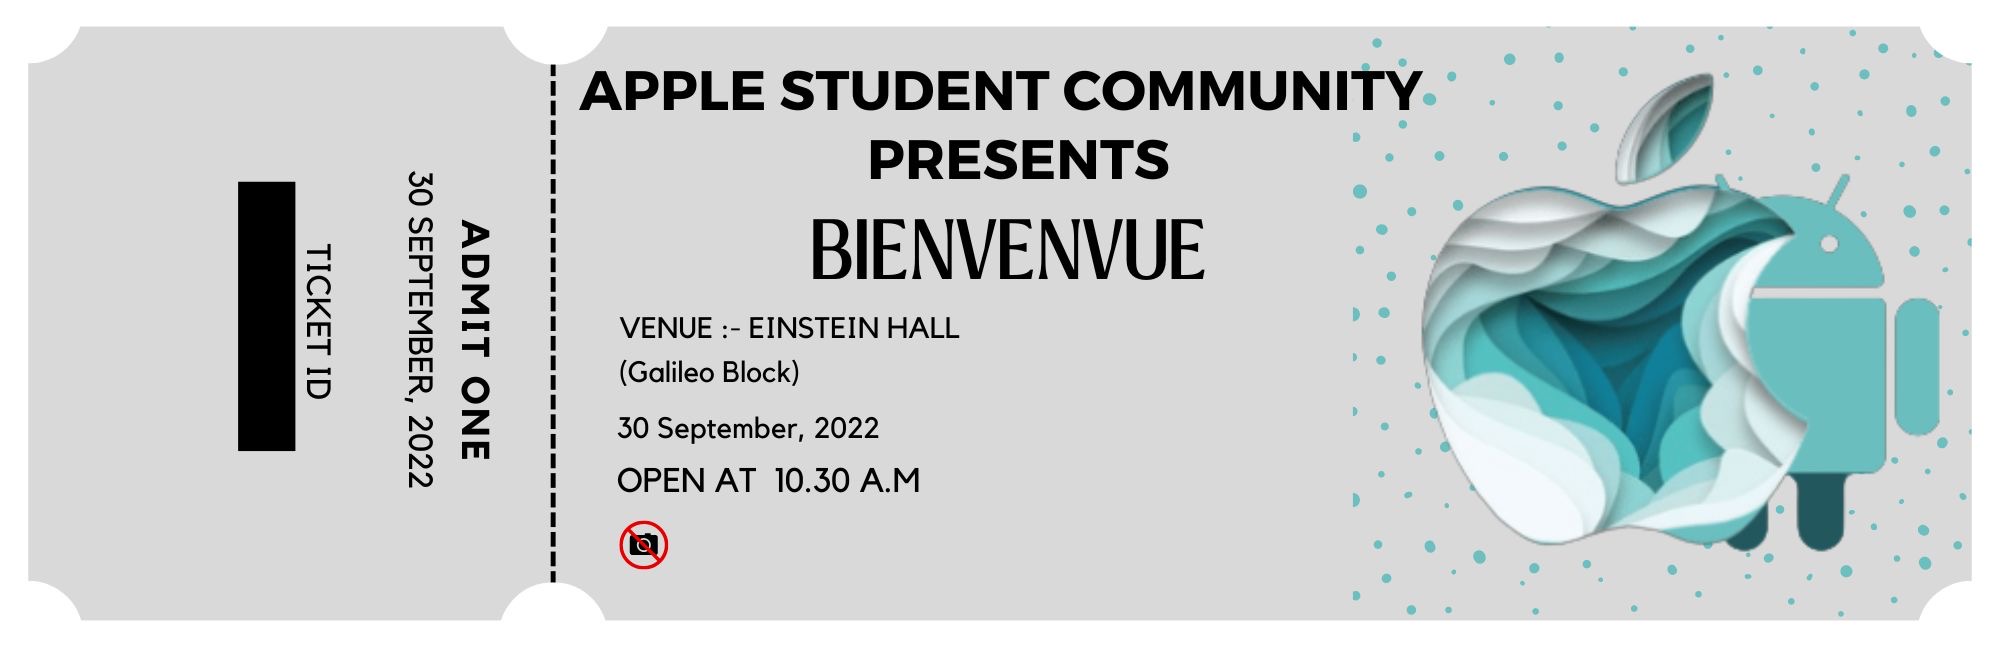 APPLE STUDENT COMMUNITY
PRESENTS
BIENVENVUE
VENUE :- EINSTEIN HALL
(Galileo Block)
30 September, 2022
OPEN AT 10.30 A.M
ADMIT ONE
30 SEPTEMBER, 2022
TICKET ID